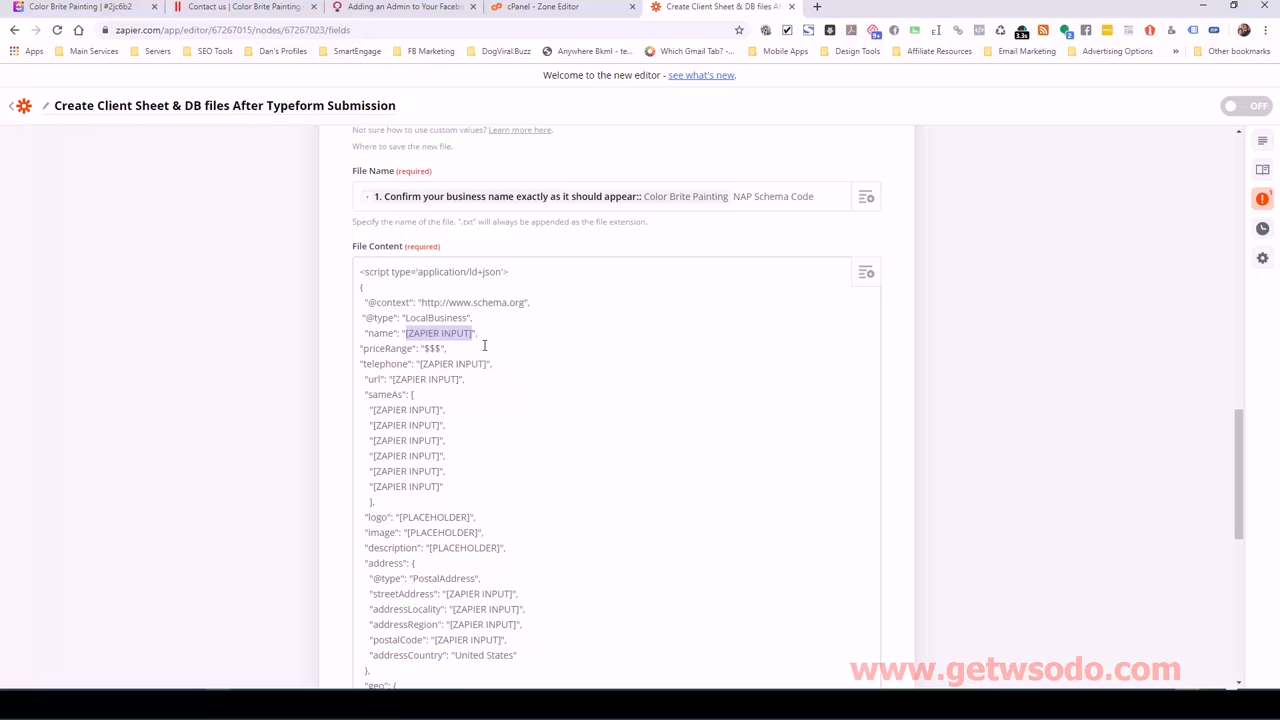 Color Brite Painting | #2jc6b2
Contact us | Color Brite Painting
Adding an Admin to Your Facebo
cPanel - Zone Editor
Create Client Sheet & DB files Aft
zapier.com/app/editor/67267015/nodes/67267023/fields
Apps Main Services Servers SEO Tools Dan's Profiles SmartEngage FB Marketing DogViral.Buzz Anywhere Bkml - te... Which Gmail Tab? -... Mobile Apps Design Tools Affiliate Resources Email Marketing Advertising Options » Other bookmarks
Welcome to the new editor - see what's new.
Create Client Sheet & DB files After Typeform Submission
OFF
Not sure how to use custom values? Learn more here.
Where to save the new file.
File Name (required)
1. Confirm your business name exactly as it should appear:: Color Brite Painting NAP Schema Code
Specify the name of the file. ".txt" will always be appended as the file extension.
File Content (required)
<script type='application/ld+json'>
{
"@context": "http://www.schema.org",
"@type": "LocalBusiness",
"name": "[ZAPIER INPUT]",
"priceRange": "$$$",
"telephone": "[ZAPIER INPUT]",
"url": "[ZAPIER INPUT]",
"sameAs": [
"[ZAPIER INPUT]",
"[ZAPIER INPUT]",
"[ZAPIER INPUT]",
"[ZAPIER INPUT]",
"[ZAPIER INPUT]",
"[ZAPIER INPUT]"
],
"logo": "[PLACEHOLDER]",
"image": "[PLACEHOLDER]",
"description": "[PLACEHOLDER]",
"address": {
"@type": "PostalAddress",
"streetAddress": "[ZAPIER INPUT]",
"addressLocality": "[ZAPIER INPUT]",
"addressRegion": "[ZAPIER INPUT]",
"postalCode": "[ZAPIER INPUT]",
"addressCountry": "United States"
},
"geo": {
www.getwsodo.com